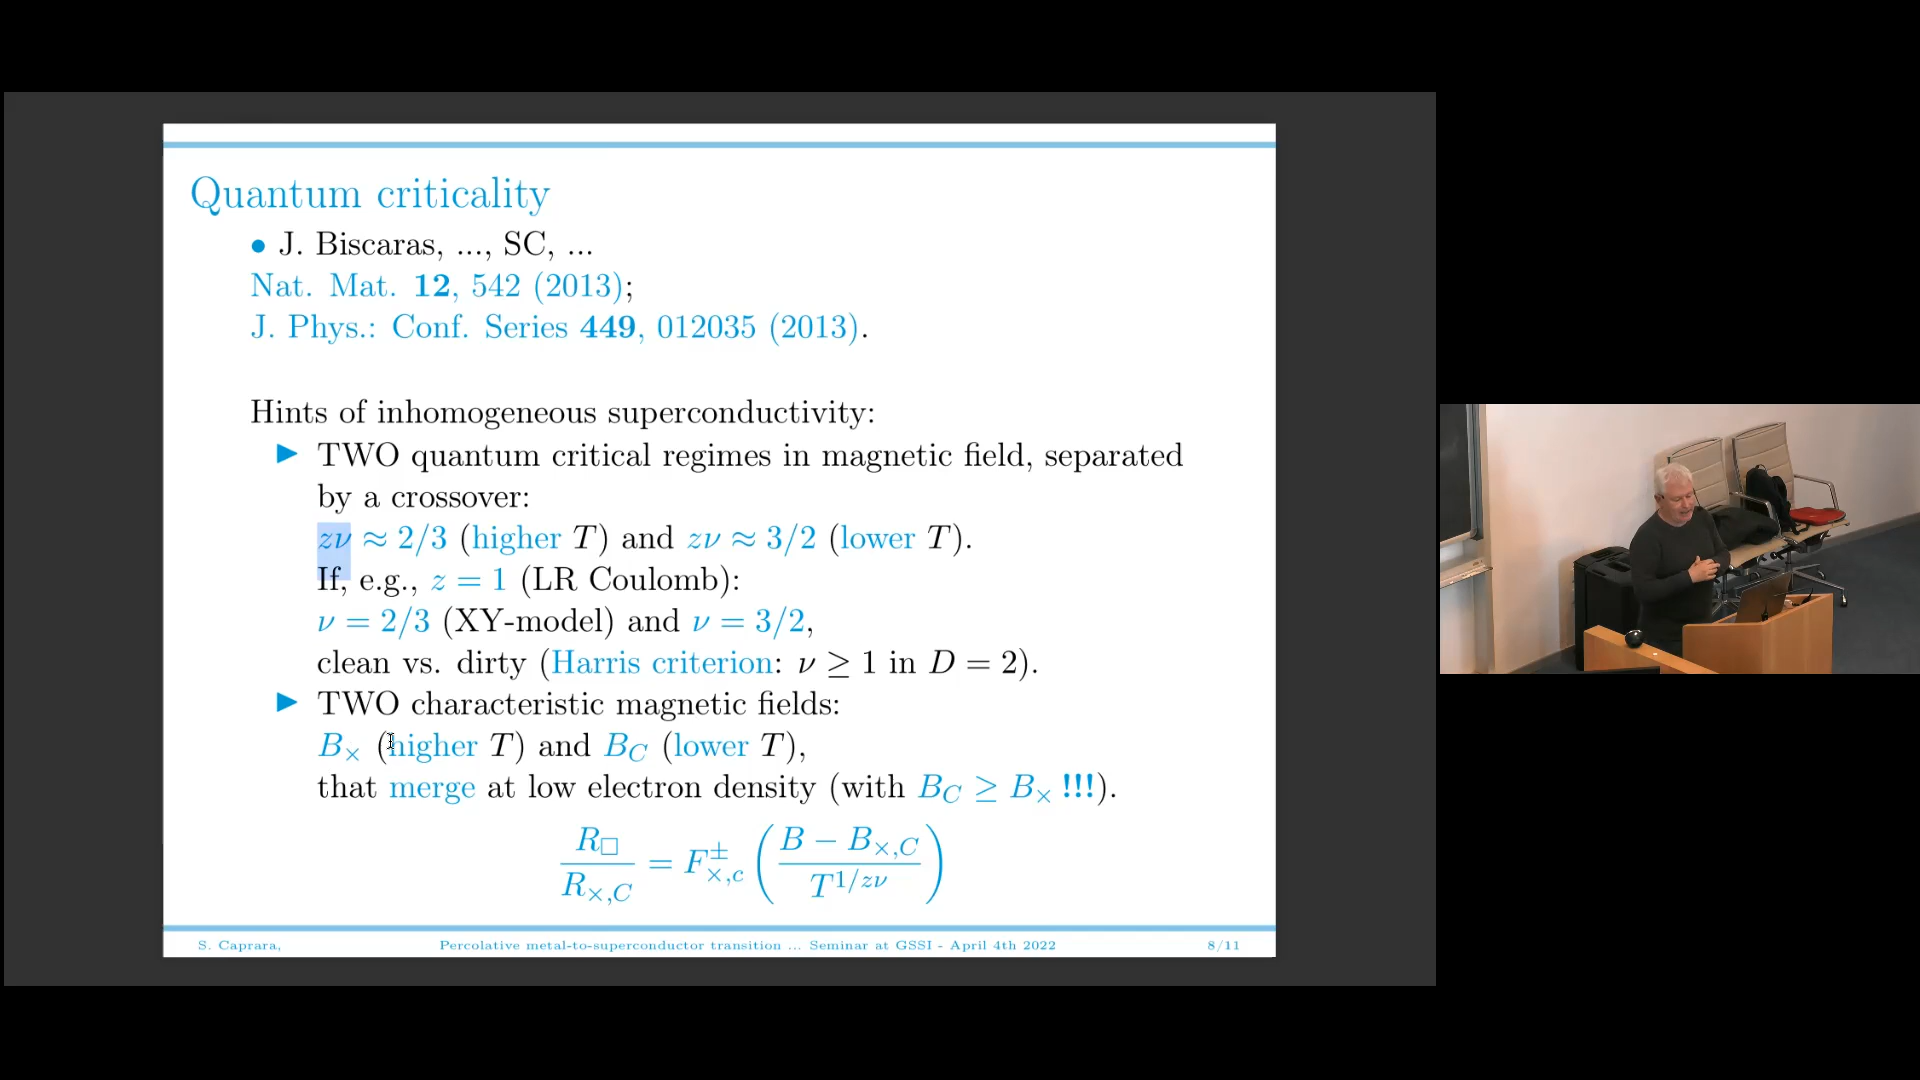 Quantum criticality
• J. Biscaras, ..., SC, ...
Nat. Mat. 12, 542 (2013);
J. Phys.: Conf. Series 449, 012035 (2013).
Hints of inhomogeneous superconductivity:
▶ TWO quantum critical regimes in magnetic field, separated
by a crossover:
zν ≈ 2/3 (higher T) and zν ≈ 3/2 (lower T).
If, e.g., z = 1 (LR Coulomb):
ν = 2/3 (XY-model) and ν = 3/2,
clean vs. dirty (Harris criterion: ν ≥ 1 in D = 2).
▶ TWO characteristic magnetic fields:
B× (higher T) and B_C (lower T),
that merge at low electron density (with B_C ≥ B× !!!).
R□ / R×,C = F±×,c ( (B − B×,C) / T^1/zν )
S. Caprara, Percolative metal-to-superconductor transition ... Seminar at GSSI - April 4th 2022 8/11